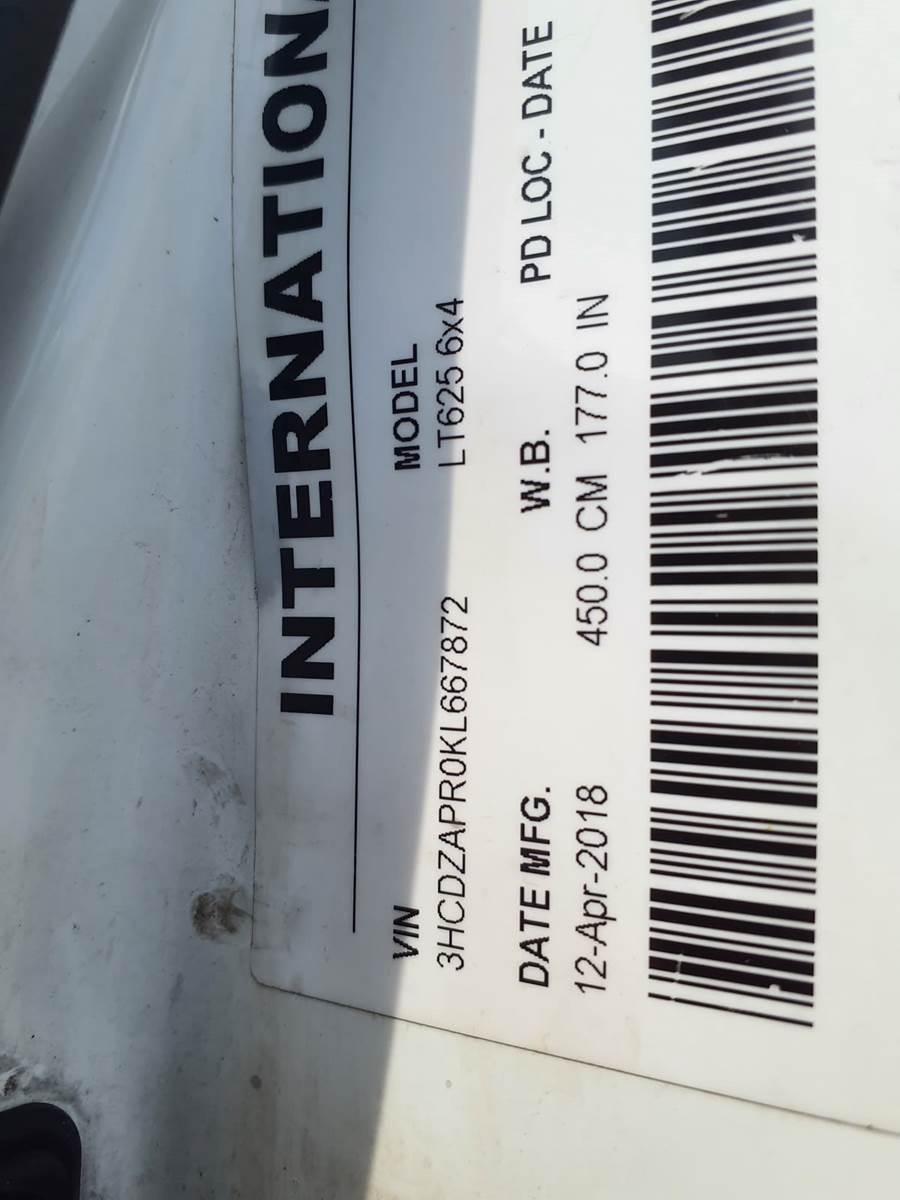 INTERNATIONA
VIN MODEL
3HCDZAPR0KL667872 LT625 6x4
DATE MFG. W.B. PD LOC - DATE
12-Apr-2018 450.0 CM 177.0 IN